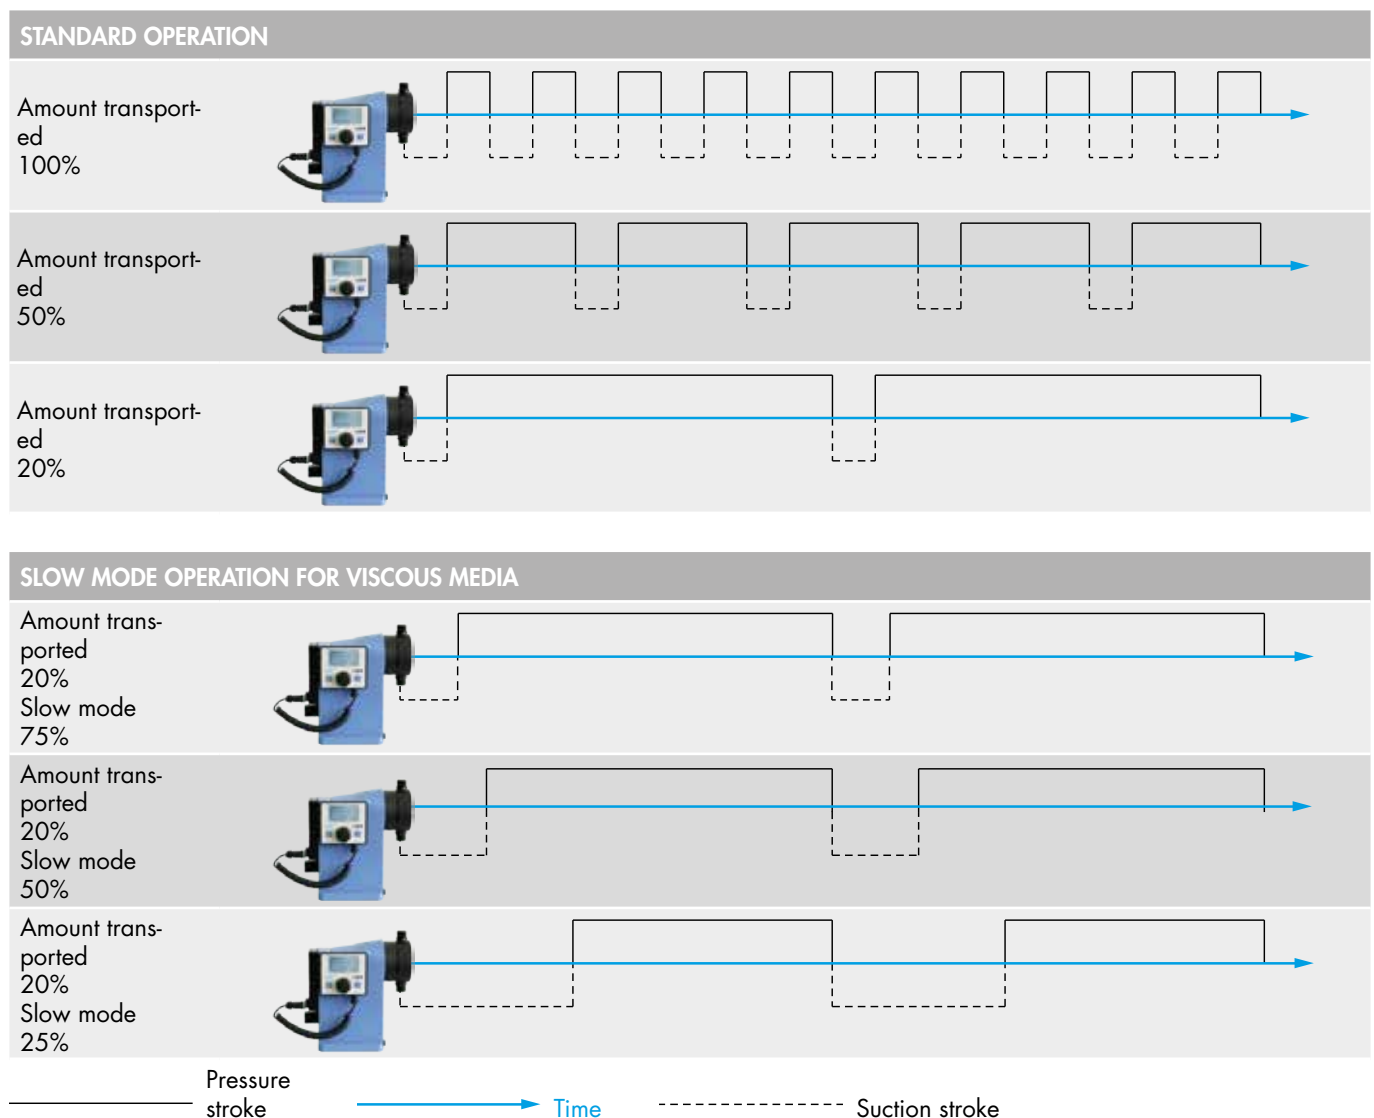 STANDARD OPERATION
Amount transport-
ed
100%
Amount transport-
ed
50%
Amount transport-
ed
20%
SLOW MODE OPERATION FOR VISCOUS MEDIA
Amount trans-
ported
20%
Slow mode
75%
Amount trans-
ported
20%
Slow mode
50%
Amount trans-
ported
20%
Slow mode
25%
Pressure
stroke
Time
Suction stroke